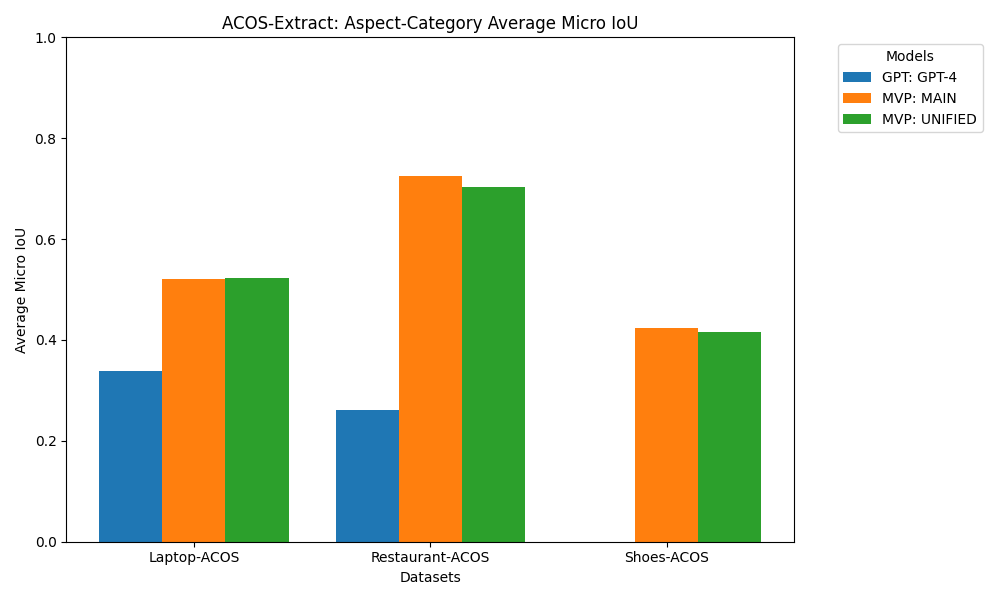 ACOS-Extract: Aspect-Category Average Micro IoU
Models
GPT: GPT-4
MVP: MAIN
MVP: UNIFIED
Average Micro IoU
1.0
0.8
0.6
0.4
0.2
0.0
Laptop-ACOS
Restaurant-ACOS
Shoes-ACOS
Datasets